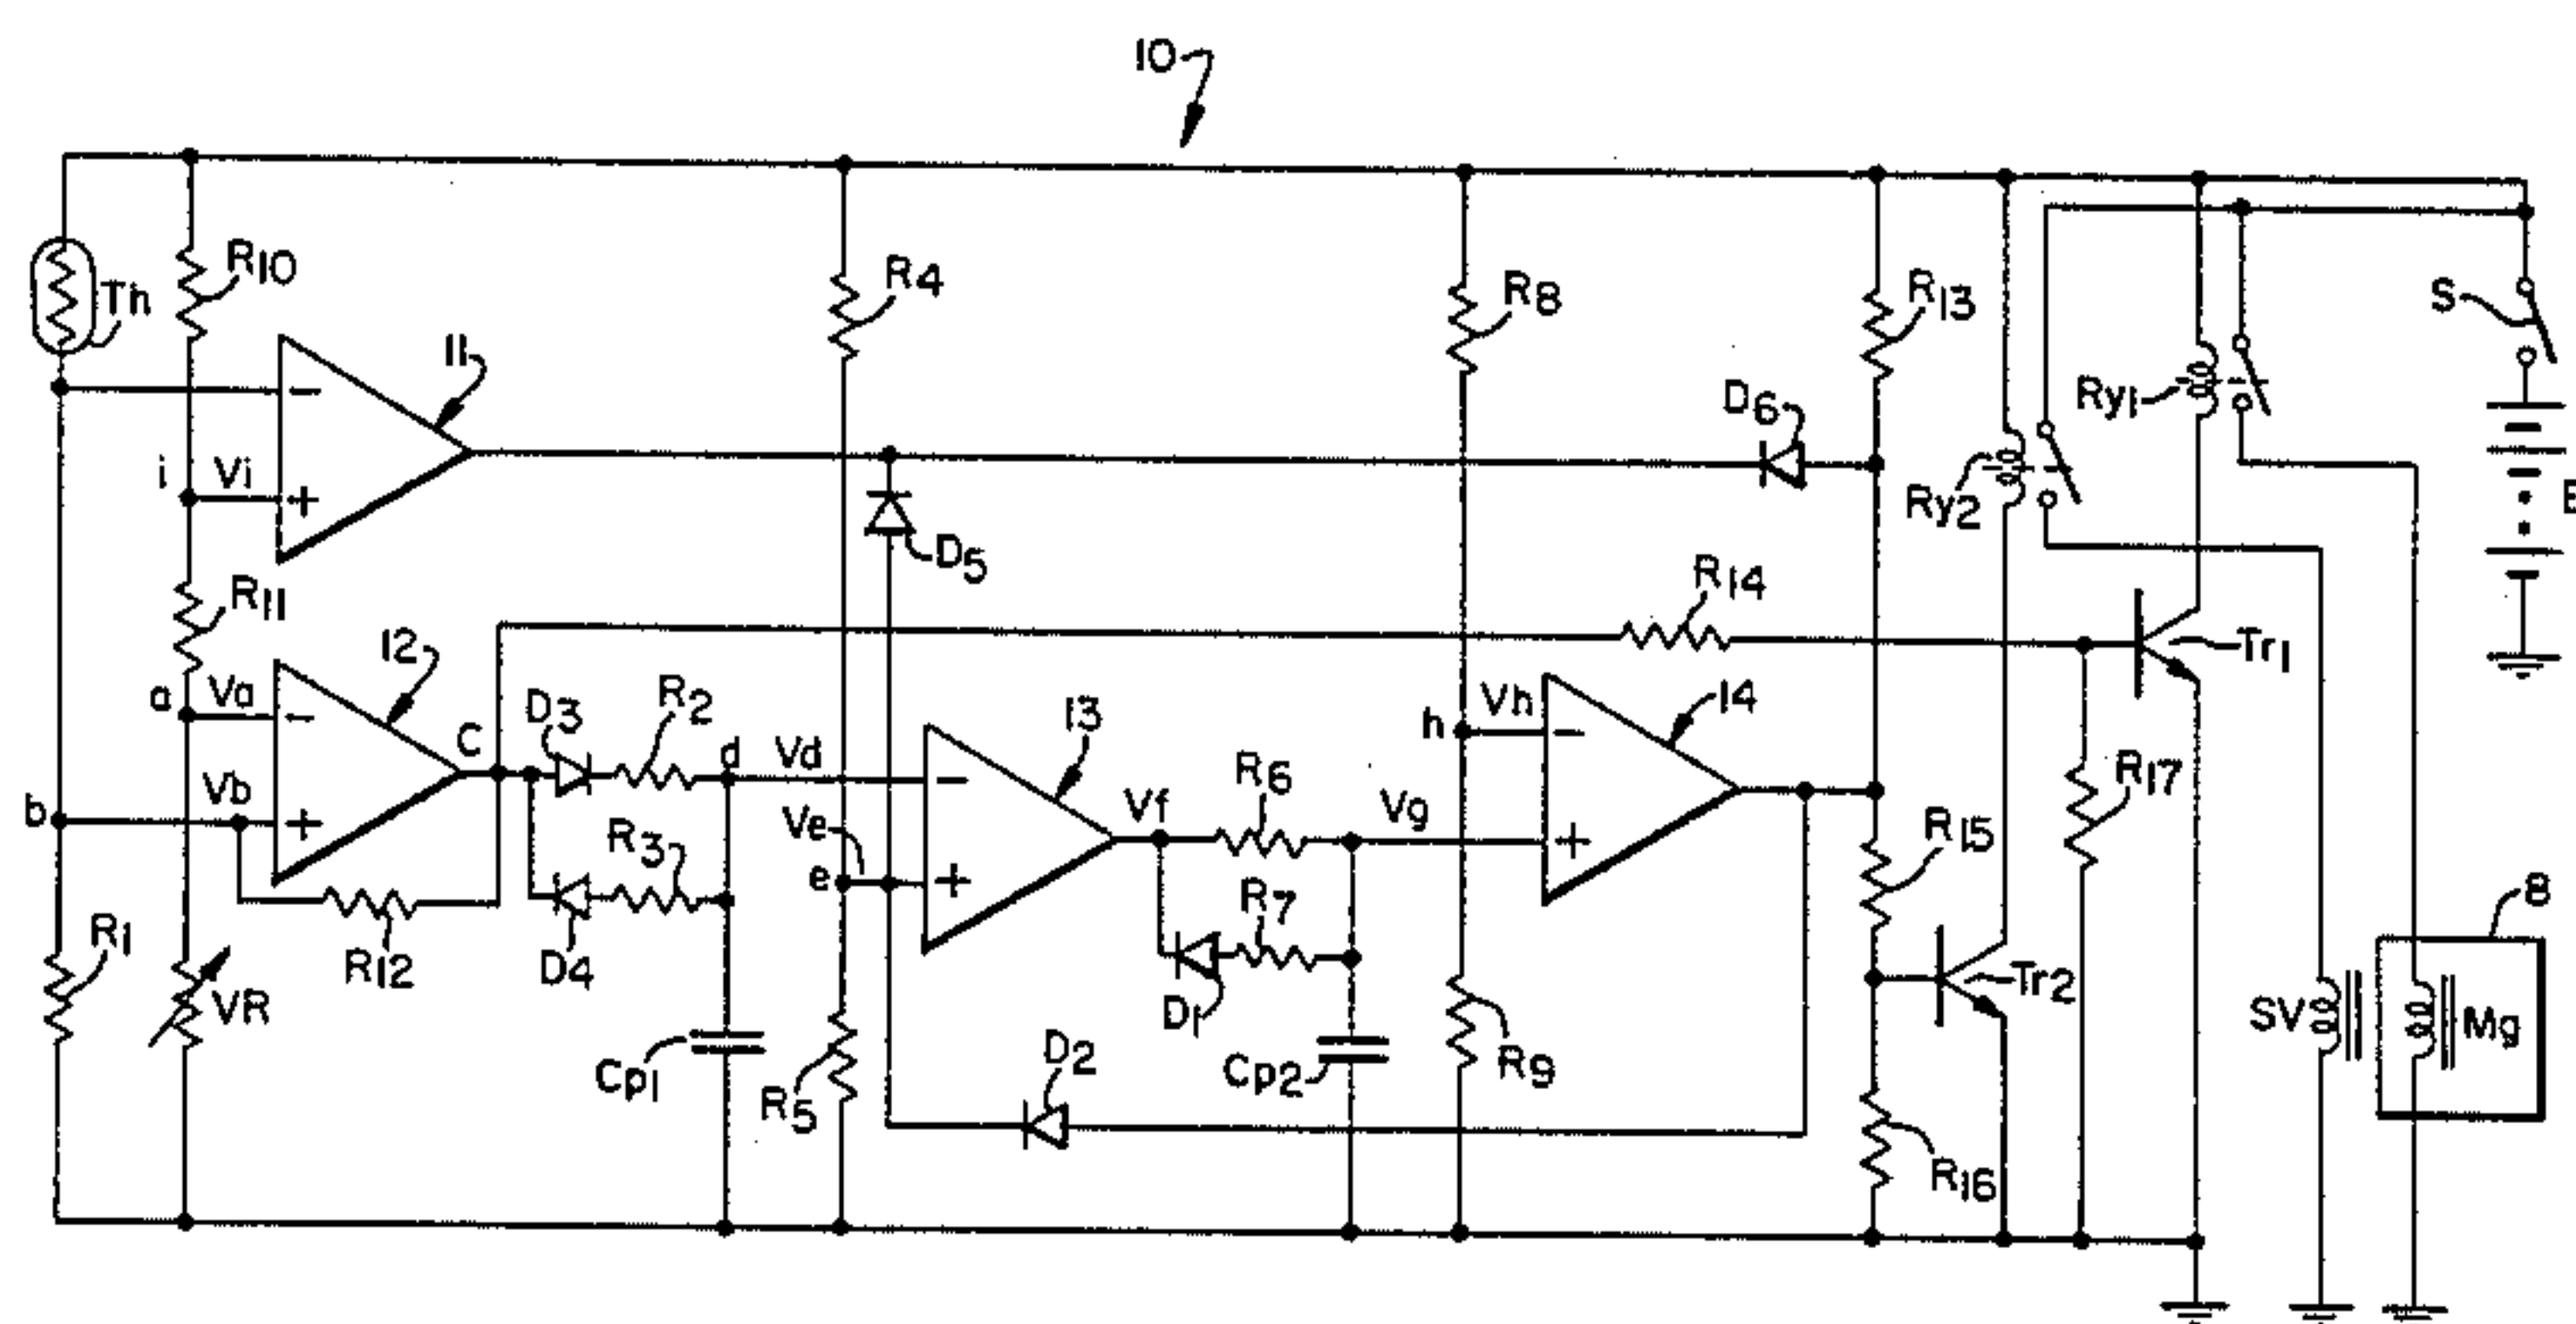 10
Th
R10
R4
R8
R13
S
11
D6
Ry1
i Vi
−
+
Ry2
D5
R11
R14
12
Tr1
a Va
−
C
D3
R2
d Vd
13
h Vh
14
−
b Vb
+
R3
Ve
e
−
+
Vf
R6
Vg
+
R17
R15
R1
R12
D4
R7
D1
8
VR
Tr2
Cp1
R5
D2
Cp2
R9
SV
Mg
R16